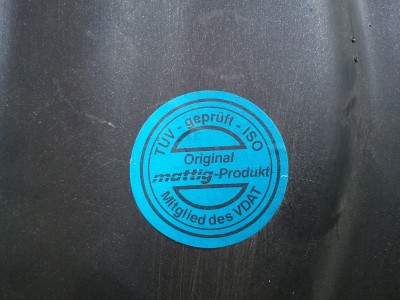 TÜV - geprüft - ISO
Original
mattig-Produkt
Mitglied des VDAT